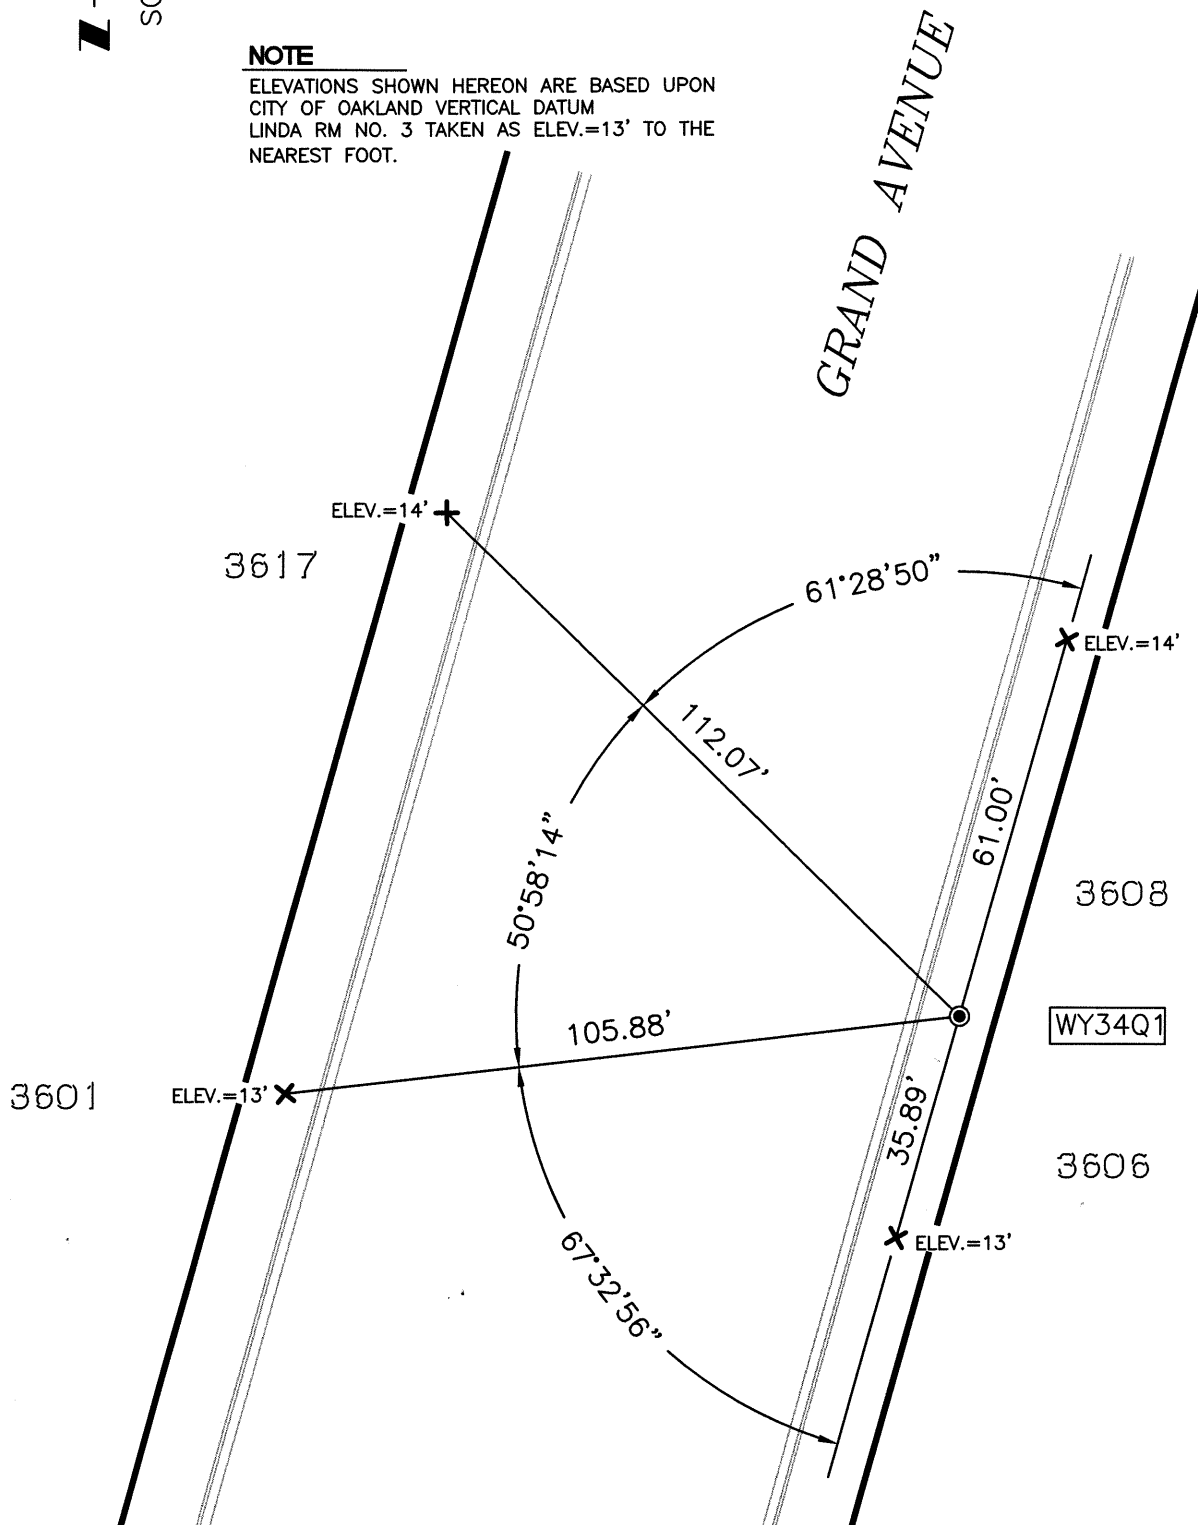 SC
NOTE
ELEVATIONS SHOWN HEREON ARE BASED UPON
CITY OF OAKLAND VERTICAL DATUM
LINDA RM NO. 3 TAKEN AS ELEV.=13' TO THE
NEAREST FOOT.
GRAND AVENUE
ELEV.=14'
3617
61°28'50"
ELEV.=14'
112.07'
61.00'
50°58'14"
3608
105.88'
WY34Q1
3601
ELEV.=13'
35.89'
3606
ELEV.=13'
67°32'56"